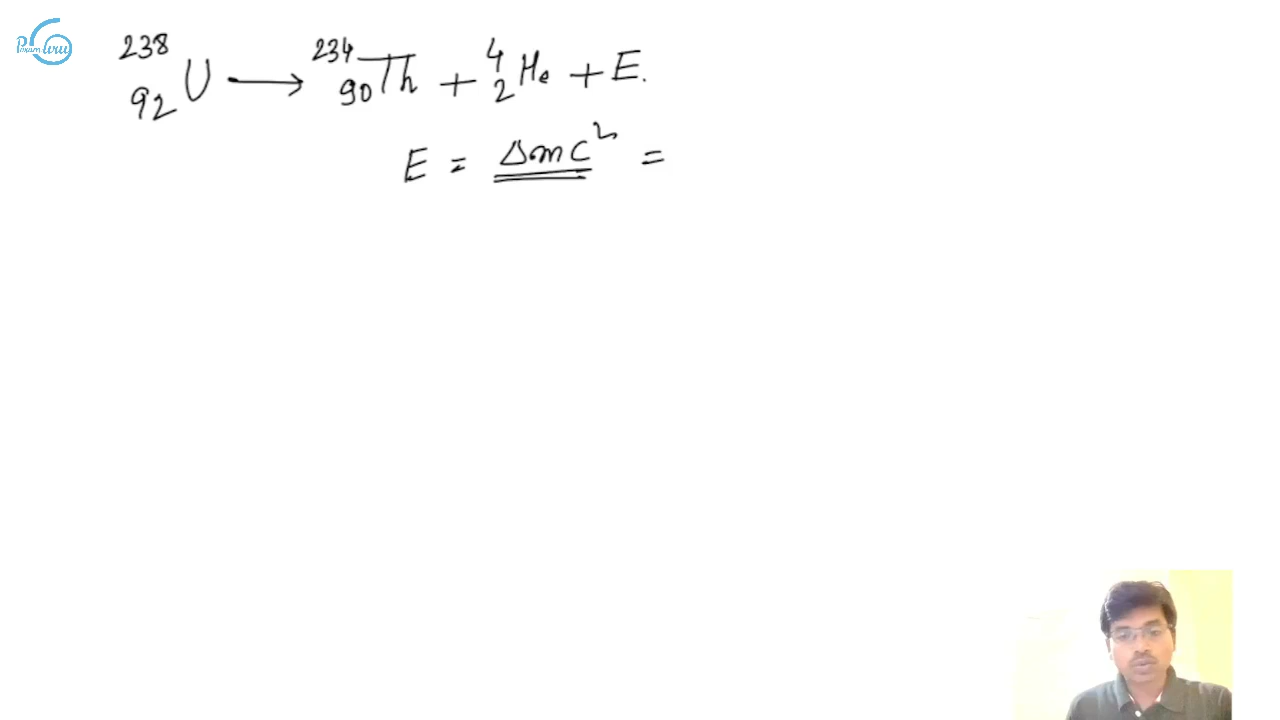 ²³⁸₉₂U ⟶ ²³⁴₉₀Th + ⁴₂He + E.
E = Δmc² =